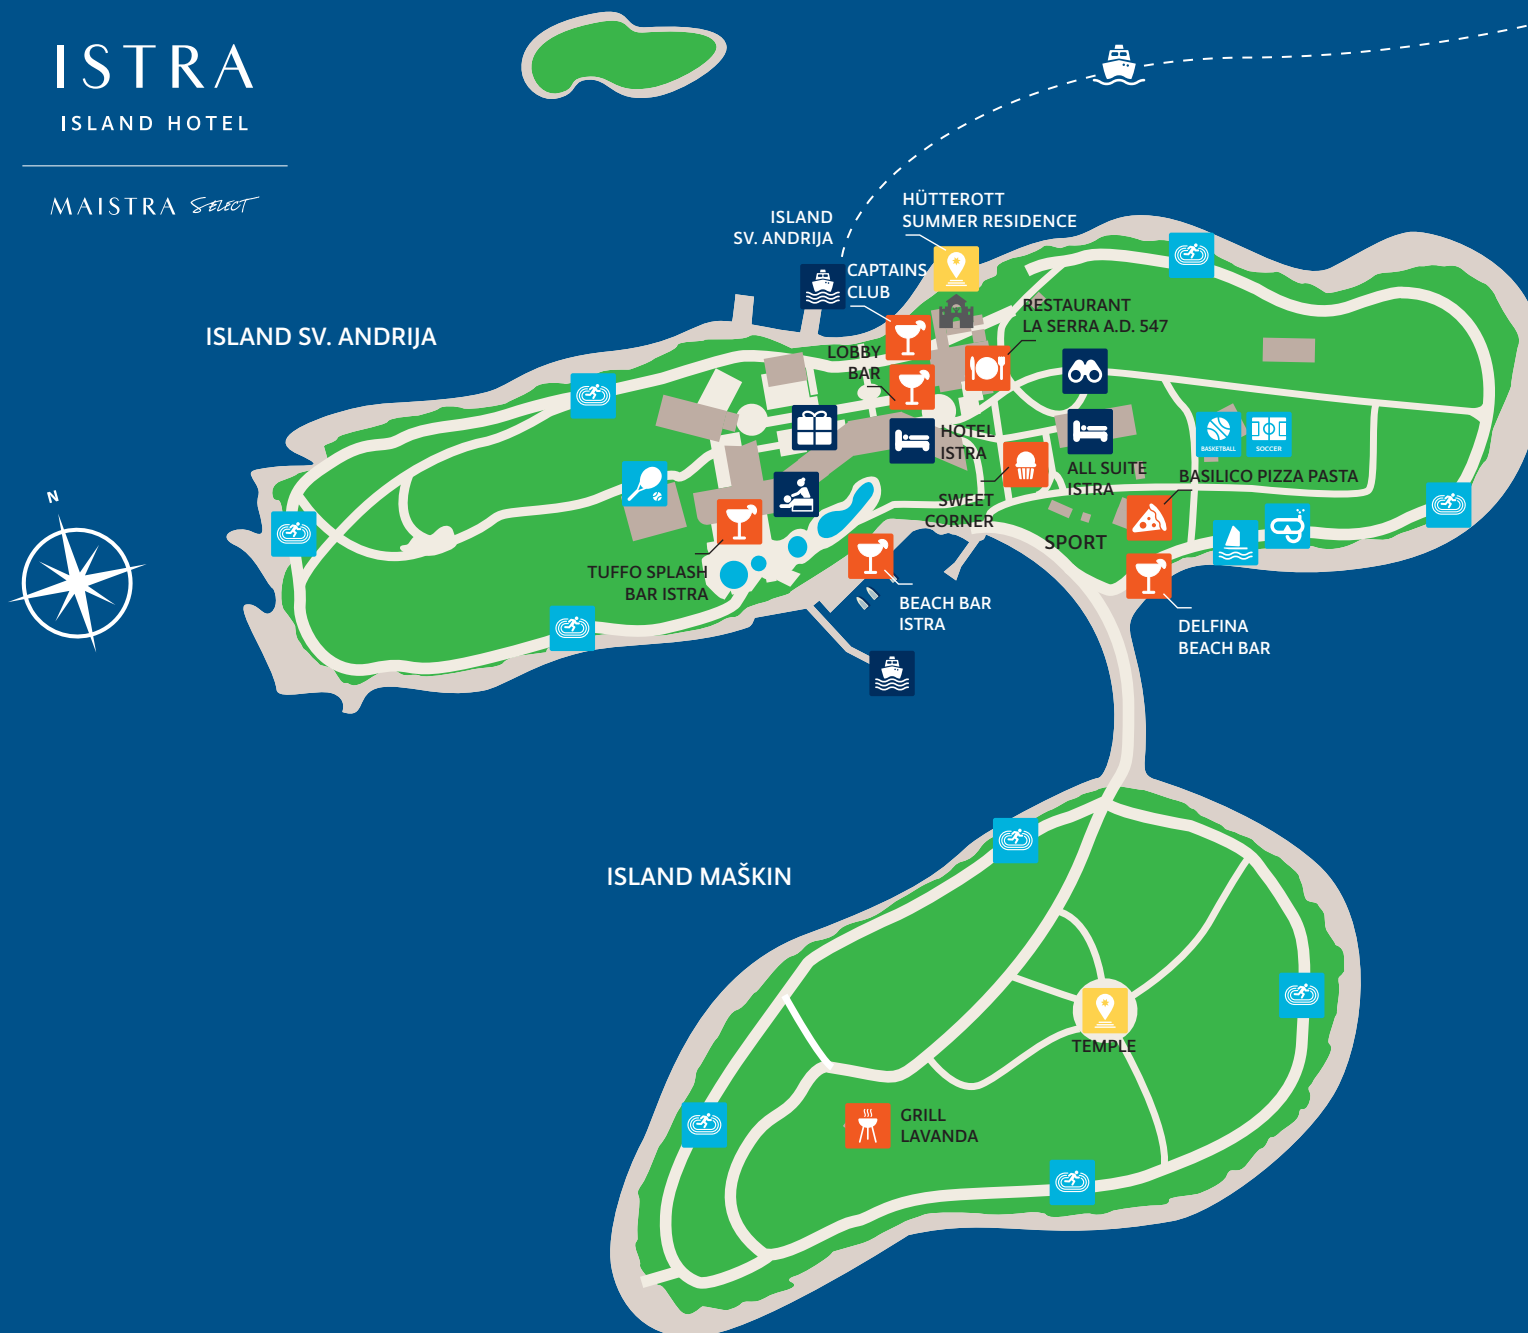 ISTRA
ISLAND HOTEL
MAISTRA SELECT
HÜTTEROTT
SUMMER RESIDENCE
ISLAND
SV. ANDRIJA
CAPTAINS
CLUB
RESTAURANT
LA SERRA A.D. 547
ISLAND SV. ANDRIJA
LOBBY
BAR
HOTEL
ISTRA
BASKETBALL
SOCCER
ALL SUITE
ISTRA
BASILICO PIZZA PASTA
SWEET
CORNER
SPORT
N
TUFFO SPLASH
BAR ISTRA
BEACH BAR
ISTRA
DELFINA
BEACH BAR
ISLAND MAŠKIN
TEMPLE
GRILL
LAVANDA